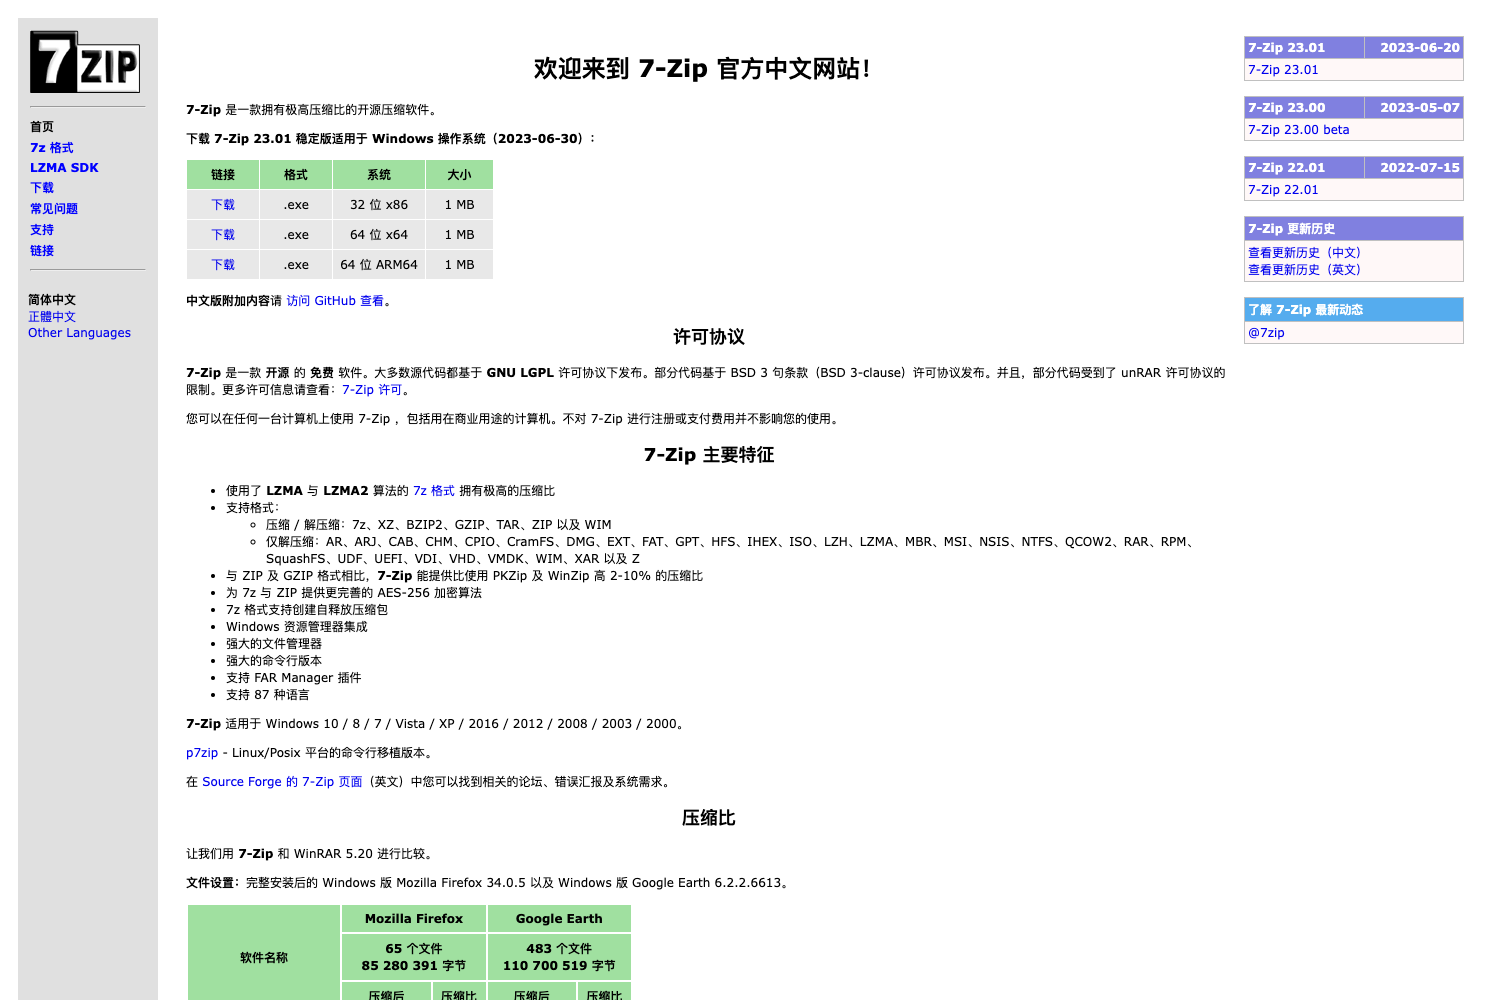 7ZIP
首页
7z 格式
LZMA SDK
下载
常见问题
支持
链接
简体中文
正體中文
Other Languages
欢迎来到 7-Zip 官方中文网站！
7-Zip 是一款拥有极高压缩比的开源压缩软件。
下载 7-Zip 23.01 稳定版适用于 Windows 操作系统（2023-06-30）：
链接 格式 系统 大小
下载 .exe 32 位 x86 1 MB
下载 .exe 64 位 x64 1 MB
下载 .exe 64 位 ARM64 1 MB
中文版附加内容请 访问 GitHub 查看。
许可协议
7-Zip 是一款 开源 的 免费 软件。大多数源代码都基于 GNU LGPL 许可协议下发布。部分代码基于 BSD 3 句条款（BSD 3-clause）许可协议发布。并且，部分代码受到了 unRAR 许可协议的
限制。更多许可信息请查看：7-Zip 许可。
您可以在任何一台计算机上使用 7-Zip ，包括用在商业用途的计算机。不对 7-Zip 进行注册或支付费用并不影响您的使用。
7-Zip 主要特征
• 使用了 LZMA 与 LZMA2 算法的 7z 格式 拥有极高的压缩比
• 支持格式：
◦ 压缩 / 解压缩：7z、XZ、BZIP2、GZIP、TAR、ZIP 以及 WIM
◦ 仅解压缩：AR、ARJ、CAB、CHM、CPIO、CramFS、DMG、EXT、FAT、GPT、HFS、IHEX、ISO、LZH、LZMA、MBR、MSI、NSIS、NTFS、QCOW2、RAR、RPM、
SquashFS、UDF、UEFI、VDI、VHD、VMDK、WIM、XAR 以及 Z
• 与 ZIP 及 GZIP 格式相比，7-Zip 能提供比使用 PKZip 及 WinZip 高 2-10% 的压缩比
• 为 7z 与 ZIP 提供更完善的 AES-256 加密算法
• 7z 格式支持创建自释放压缩包
• Windows 资源管理器集成
• 强大的文件管理器
• 强大的命令行版本
• 支持 FAR Manager 插件
• 支持 87 种语言
7-Zip 适用于 Windows 10 / 8 / 7 / Vista / XP / 2016 / 2012 / 2008 / 2003 / 2000。
p7zip - Linux/Posix 平台的命令行移植版本。
在 Source Forge 的 7-Zip 页面（英文）中您可以找到相关的论坛、错误汇报及系统需求。
压缩比
让我们用 7-Zip 和 WinRAR 5.20 进行比较。
文件设置：完整安装后的 Windows 版 Mozilla Firefox 34.0.5 以及 Windows 版 Google Earth 6.2.2.6613。
软件名称
Mozilla Firefox Google Earth
65 个文件 483 个文件
85 280 391 字节 110 700 519 字节
压缩后 压缩比 压缩后 压缩比
7-Zip 23.01 2023-06-20
7-Zip 23.01
7-Zip 23.00 2023-05-07
7-Zip 23.00 beta
7-Zip 22.01 2022-07-15
7-Zip 22.01
7-Zip 更新历史
查看更新历史（中文）
查看更新历史（英文）
了解 7-Zip 最新动态
@7zip